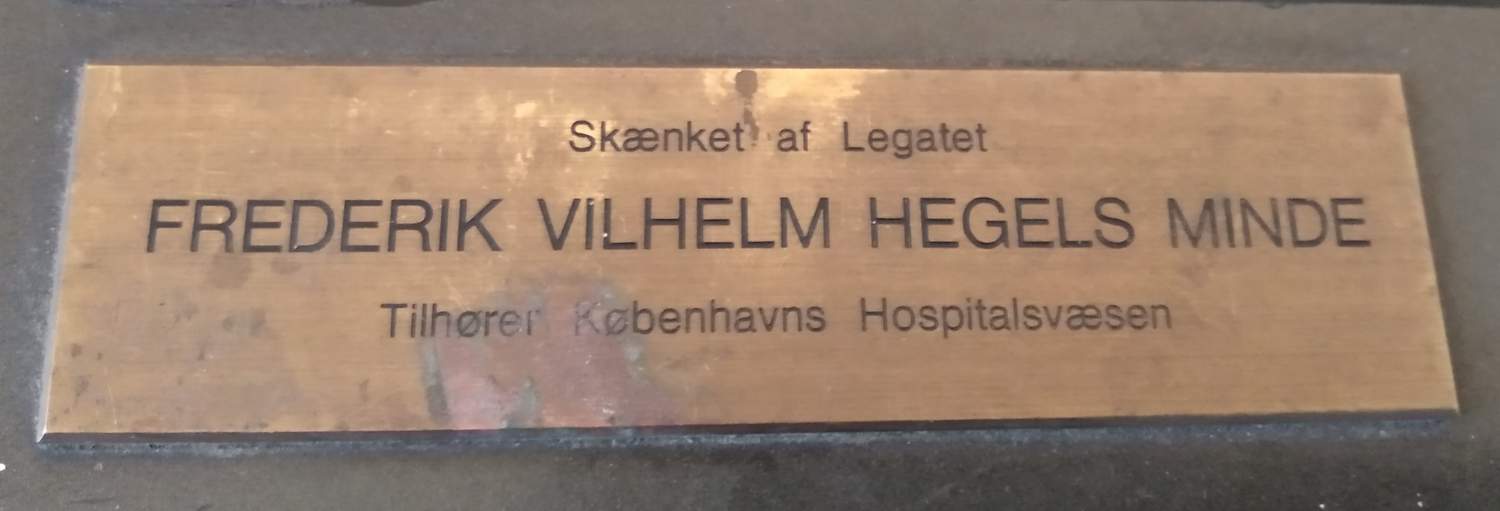 Skænket af Legatet
FREDERIK VILHELM HEGELS MINDE
Tilhører Københavns Hospitalsvæsen